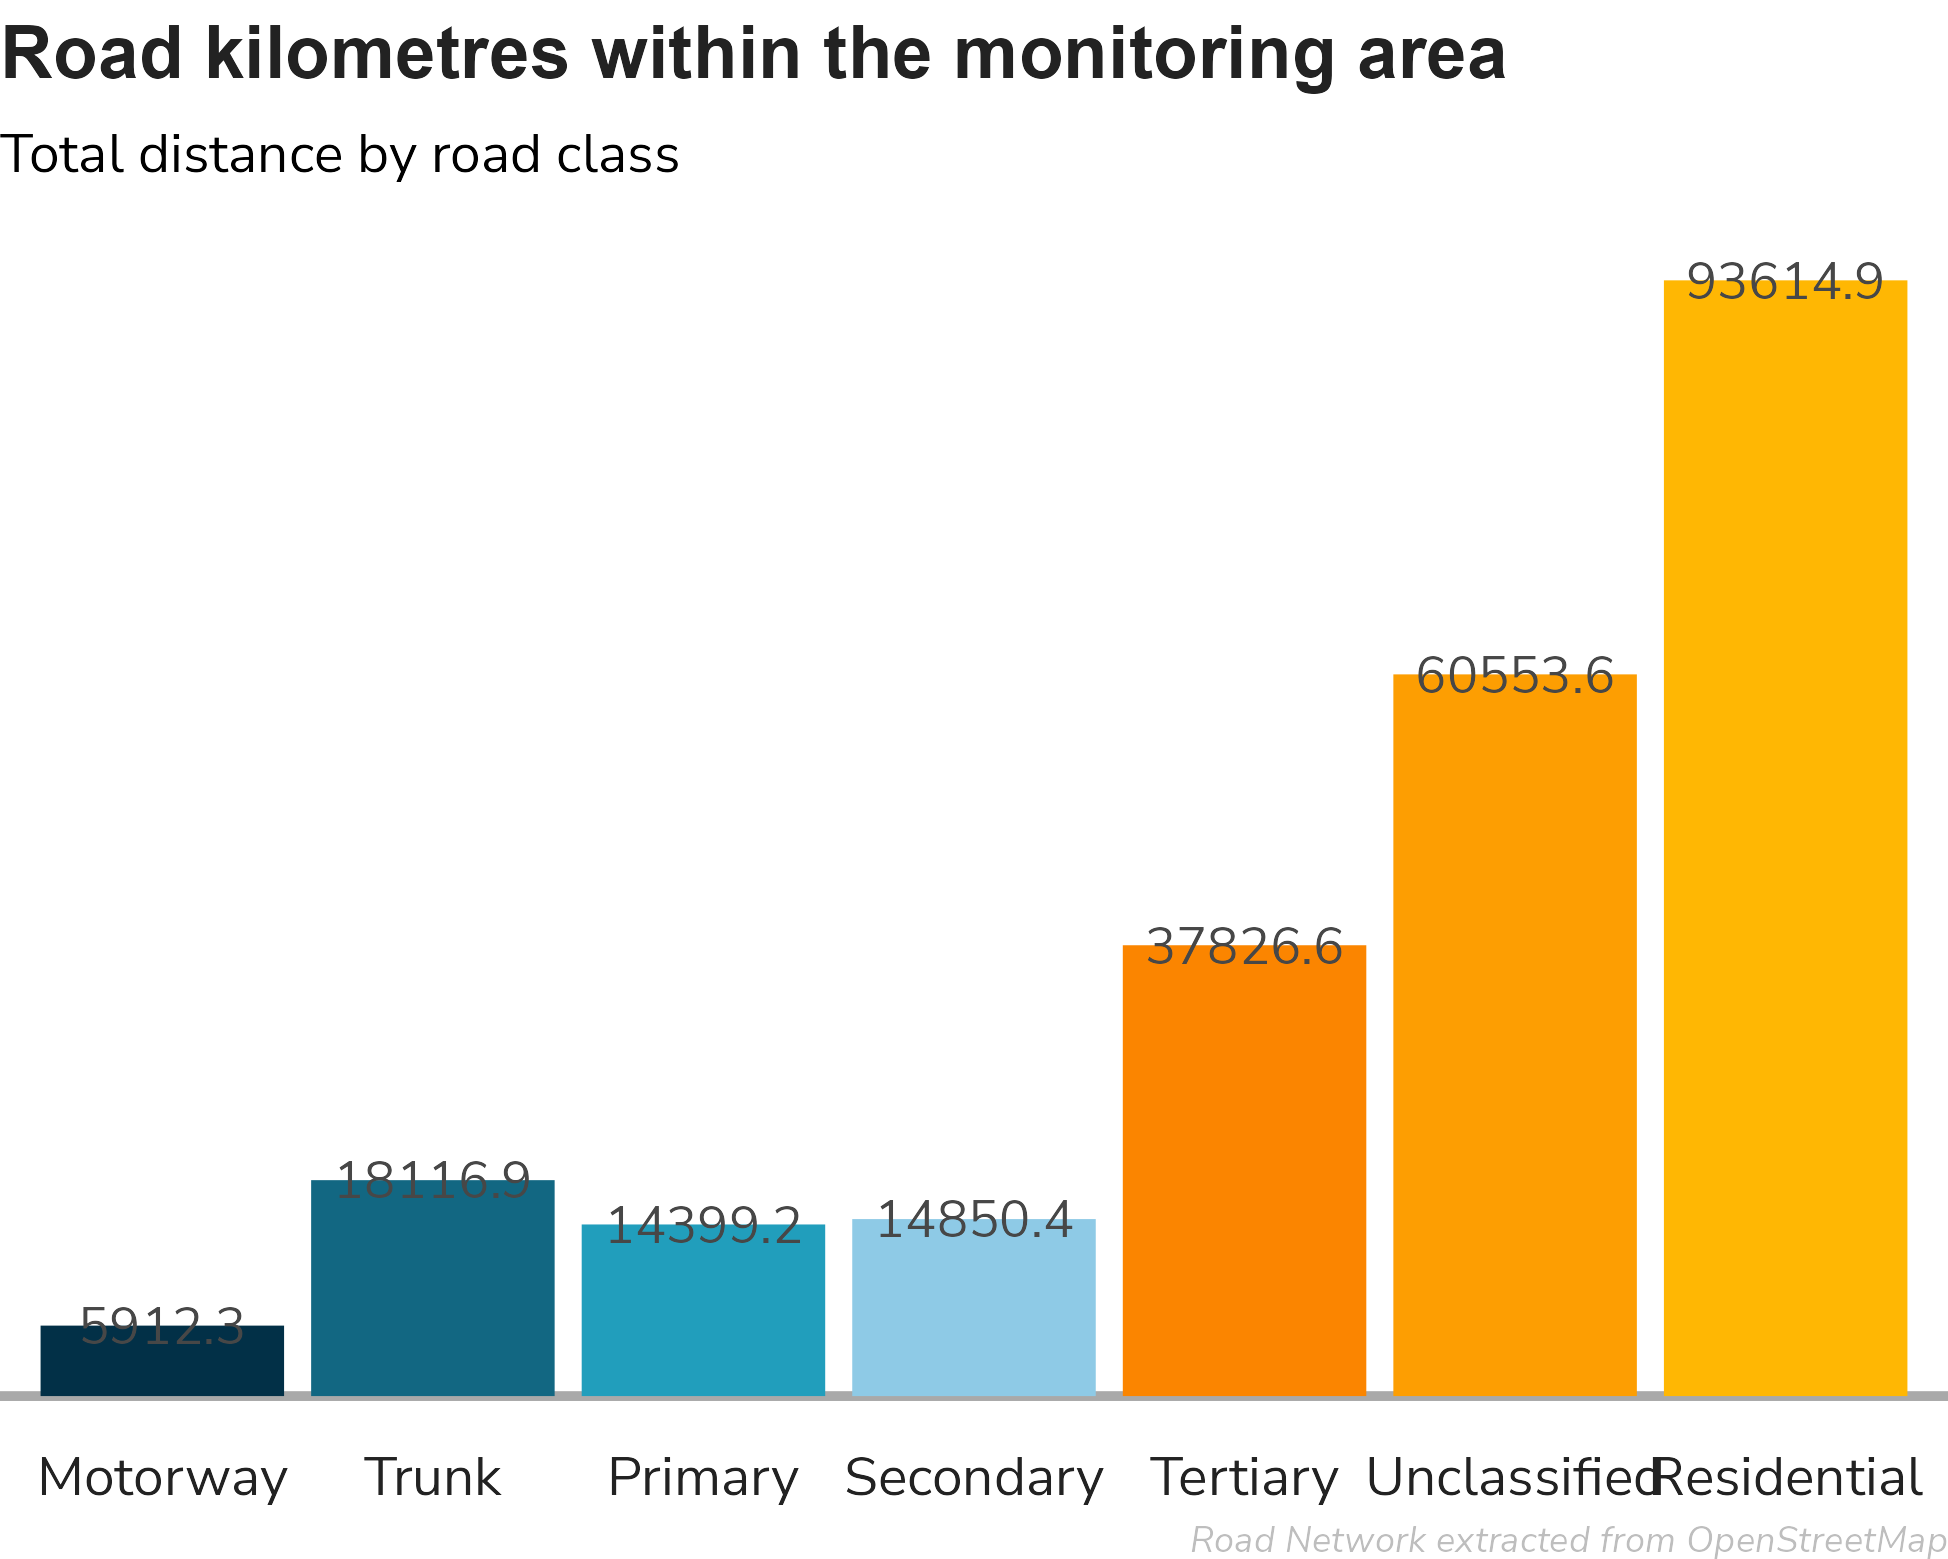 Road kilometres within the monitoring area
Total distance by road class
93614.9
60553.6
37826.6
18116.9
14399.2
14850.4
5912.3
Motorway Trunk Primary Secondary Tertiary Unclassified Residential
Road Network extracted from OpenStreetMap